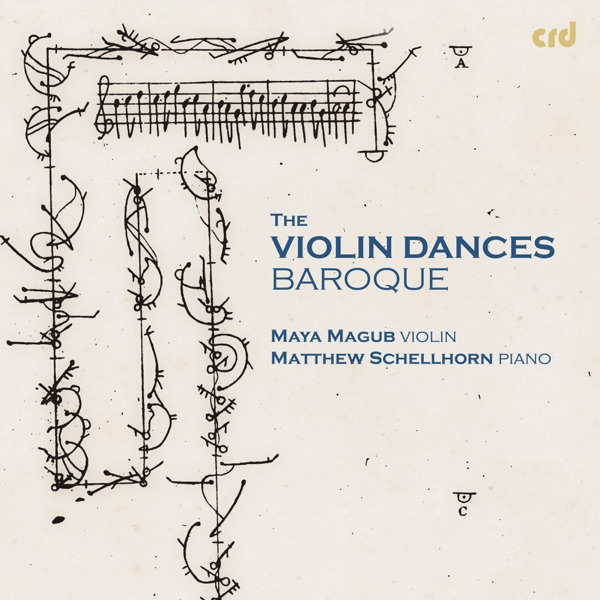 crd
A
THE
VIOLIN DANCES
BAROQUE
MAYA MAGUB VIOLIN
MATTHEW SCHELLHORN PIANO
C